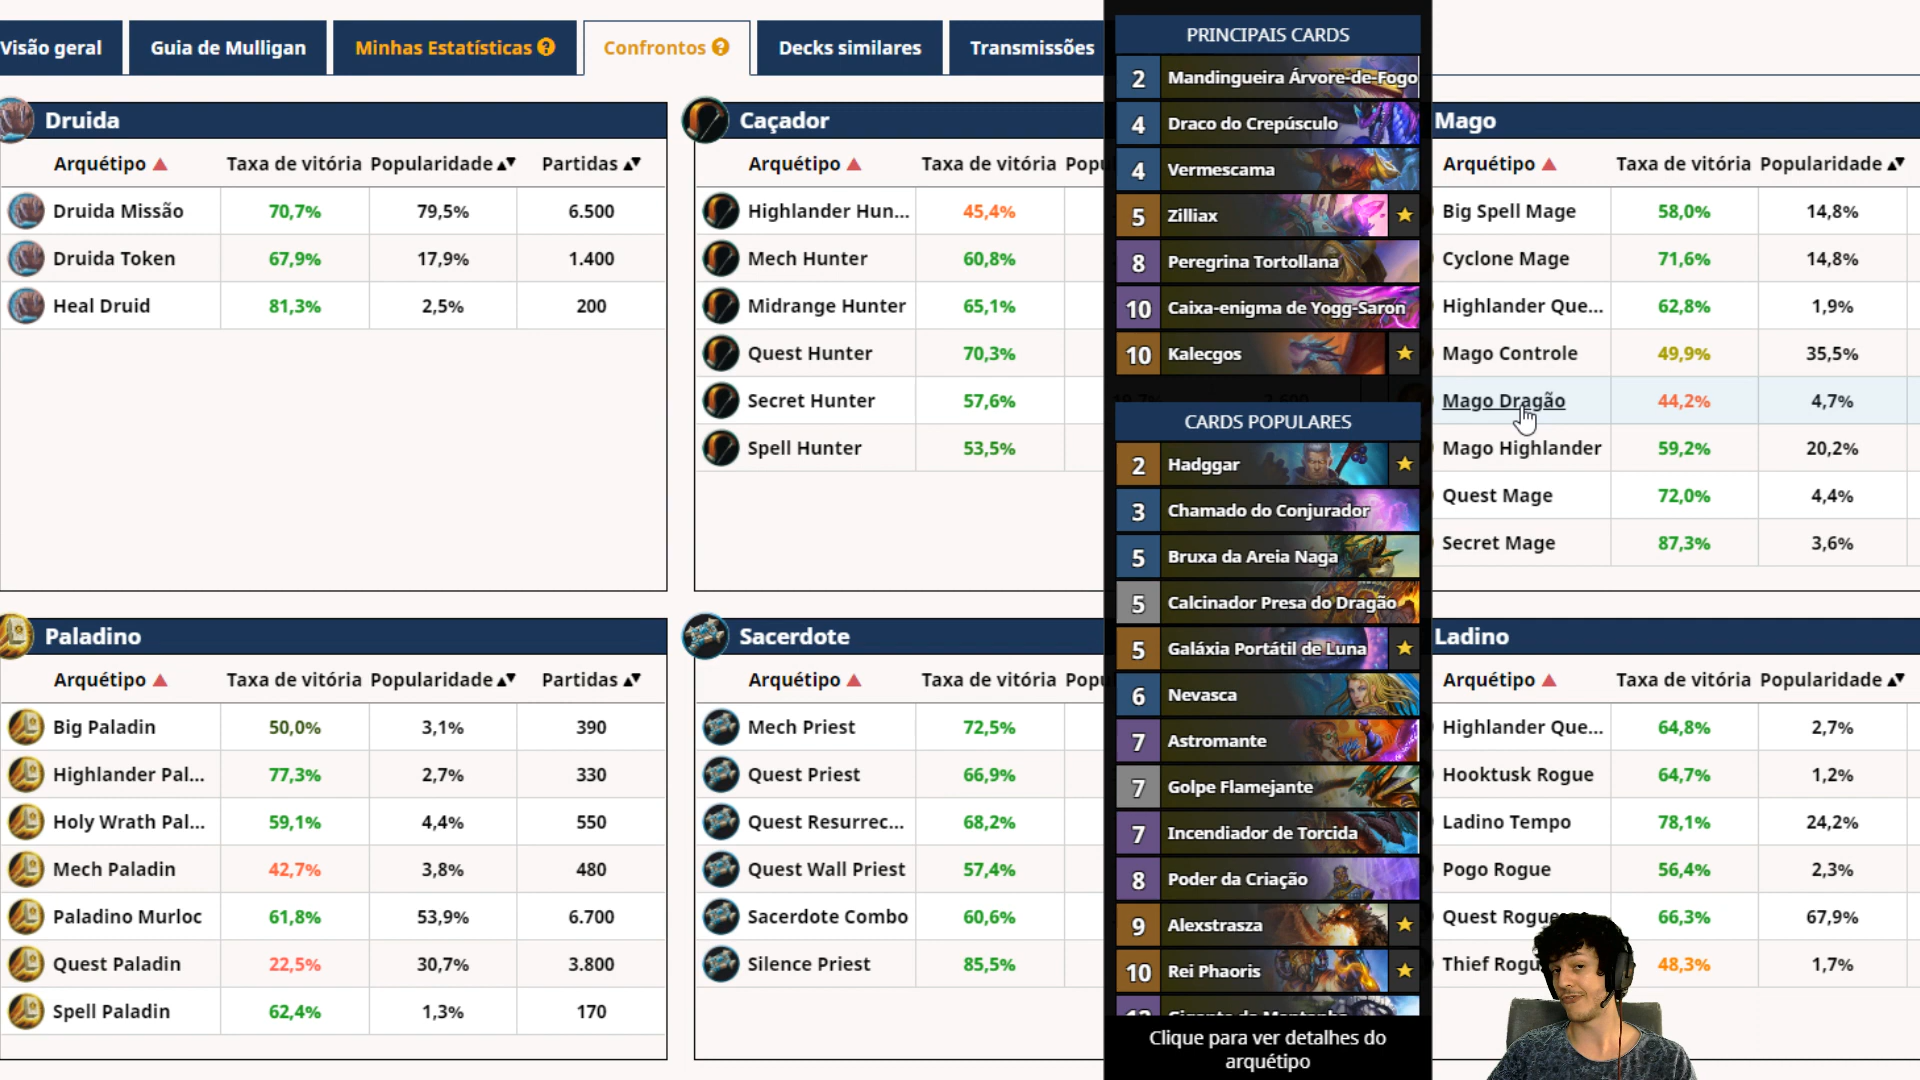 Visão geral
Guia de Mulligan
Minhas Estatísticas ?
Confrontos ?
Decks similares
Transmissões
Druida
Arquétipo Taxa de vitória Popularidade Partidas
Druida Missão 70,7% 79,5% 6.500
Druida Token 67,9% 17,9% 1.400
Heal Druid 81,3% 2,5% 200
Caçador
Arquétipo Taxa de vitória Popu
Highlander Hun... 45,4%
Mech Hunter 60,8%
Midrange Hunter 65,1%
Quest Hunter 70,3%
Secret Hunter 57,6%
Spell Hunter 53,5%
PRINCIPAIS CARDS
2 Mandingueira Árvore-de-Fogo
4 Draco do Crepúsculo
4 Vermescama
5 Zilliax
8 Peregrina Tortollana
10 Caixa-enigma de Yogg-Saron
10 Kalecgos
CARDS POPULARES
2 Hadggar
3 Chamado do Conjurador
5 Bruxa da Areia Naga
5 Calcinador Presa do Dragão
5 Galáxia Portátil de Luna
6 Nevasca
7 Astromante
7 Golpe Flamejante
7 Incendiador de Torcida
8 Poder da Criação
9 Alexstrasza
10 Rei Phaoris
Clique para ver detalhes do
arquétipo
Mago
Arquétipo Taxa de vitória Popularidade
Big Spell Mage 58,0% 14,8%
Cyclone Mage 71,6% 14,8%
Highlander Que... 62,8% 1,9%
Mago Controle 49,9% 35,5%
Mago Dragão 44,2% 4,7%
Mago Highlander 59,2% 20,2%
Quest Mage 72,0% 4,4%
Secret Mage 87,3% 3,6%
Paladino
Arquétipo Taxa de vitória Popularidade Partidas
Big Paladin 50,0% 3,1% 390
Highlander Pal... 77,3% 2,7% 330
Holy Wrath Pal... 59,1% 4,4% 550
Mech Paladin 42,7% 3,8% 480
Paladino Murloc 61,8% 53,9% 6.700
Quest Paladin 22,5% 30,7% 3.800
Spell Paladin 62,4% 1,3% 170
Sacerdote
Arquétipo Taxa de vitória Popu
Mech Priest 72,5%
Quest Priest 66,9%
Quest Resurrec... 68,2%
Quest Wall Priest 57,4%
Sacerdote Combo 60,6%
Silence Priest 85,5%
Ladino
Arquétipo Taxa de vitória Popularidade
Highlander Que... 64,8% 2,7%
Hooktusk Rogue 64,7% 1,2%
Ladino Tempo 78,1% 24,2%
Pogo Rogue 56,4% 2,3%
Quest Rogue 66,3% 67,9%
Thief Rogu 48,3% 1,7%